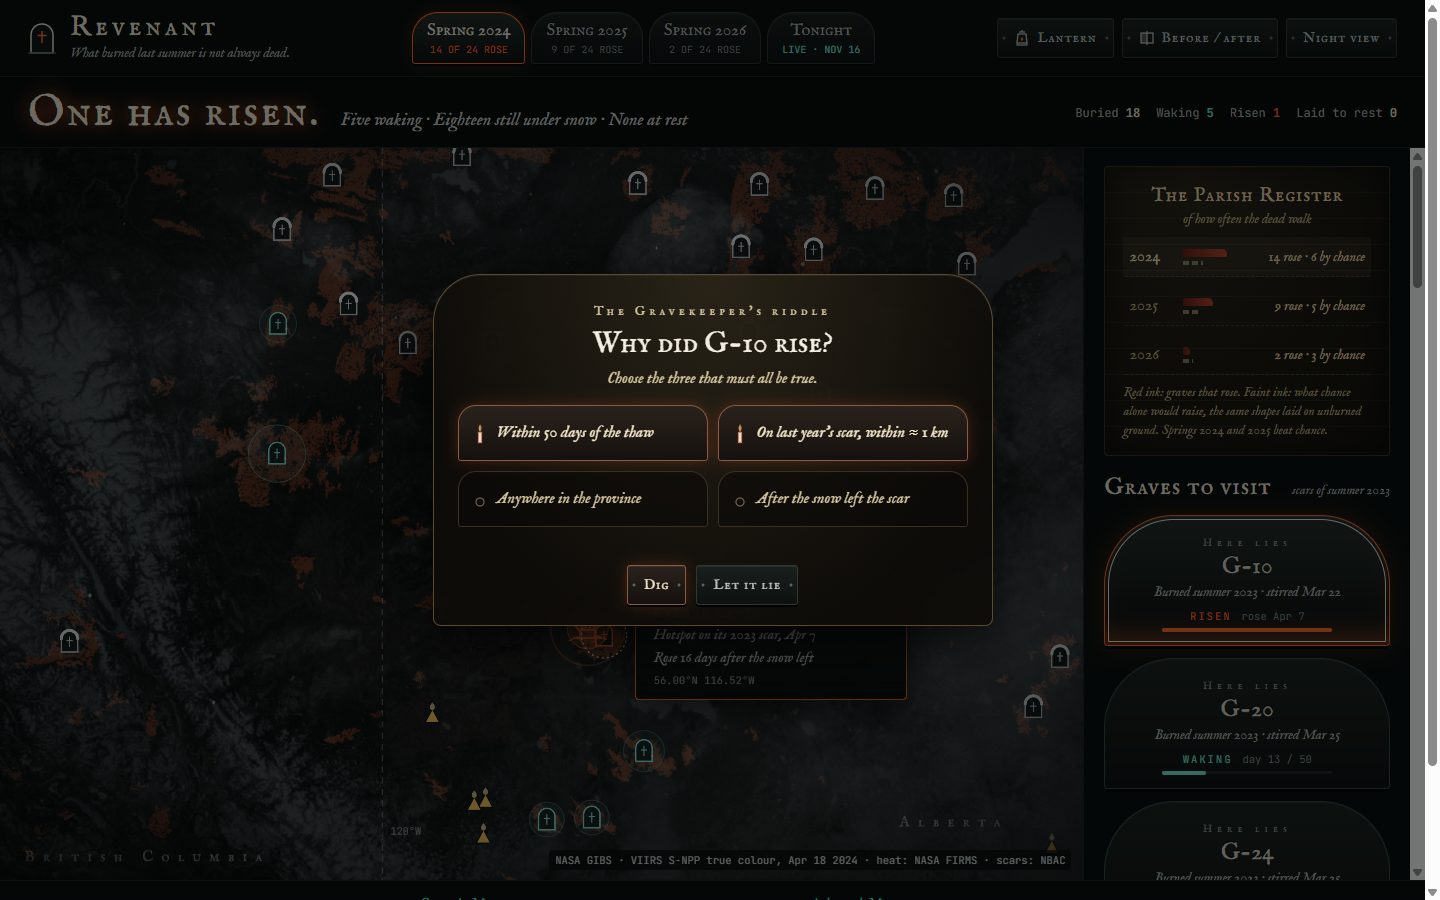 Revenant
What burned last summer is not always dead.
Spring 2024
14 OF 24 ROSE
Spring 2025
9 OF 24 ROSE
Spring 2026
2 OF 24 ROSE
Tonight
LIVE · NOV 16
Lantern
Before / after
Night view
One has risen.
Five waking · Eighteen still under snow · None at rest
Buried 18 Waking 5 Risen 1 Laid to rest 0
The Parish Register
of how often the dead walk
2024 14 rose · 6 by chance
2025 9 rose · 5 by chance
2026 2 rose · 3 by chance
Red ink: graves that rose. Faint ink: what chance
alone would raise, the same shapes laid on unburned
ground. Springs 2024 and 2025 beat chance.
Graves to visit
scars of summer 2023
Here lies
G-10
Burned summer 2023 · stirred Mar 22
RISEN rose Apr 7
Here lies
G-20
Burned summer 2023 · stirred Mar 25
WAKING day 13 / 50
Here lies
G-24
Burned summer 2023 · stirred Mar 25
The Gravekeeper's riddle
Why did G-10 rise?
Choose the three that must all be true.
Within 50 days of the thaw
On last year's scar, within ≈ 1 km
Anywhere in the province
After the snow left the scar
Dig
Let it lie
Hotspot on its 2023 scar, Apr 7
Rose 16 days after the snow left
56.00°N 116.52°W
120°W
British Columbia
Alberta
NASA GIBS · VIIRS S-NPP true colour, Apr 18 2024 · heat: NASA FIRMS · scars: NBAC